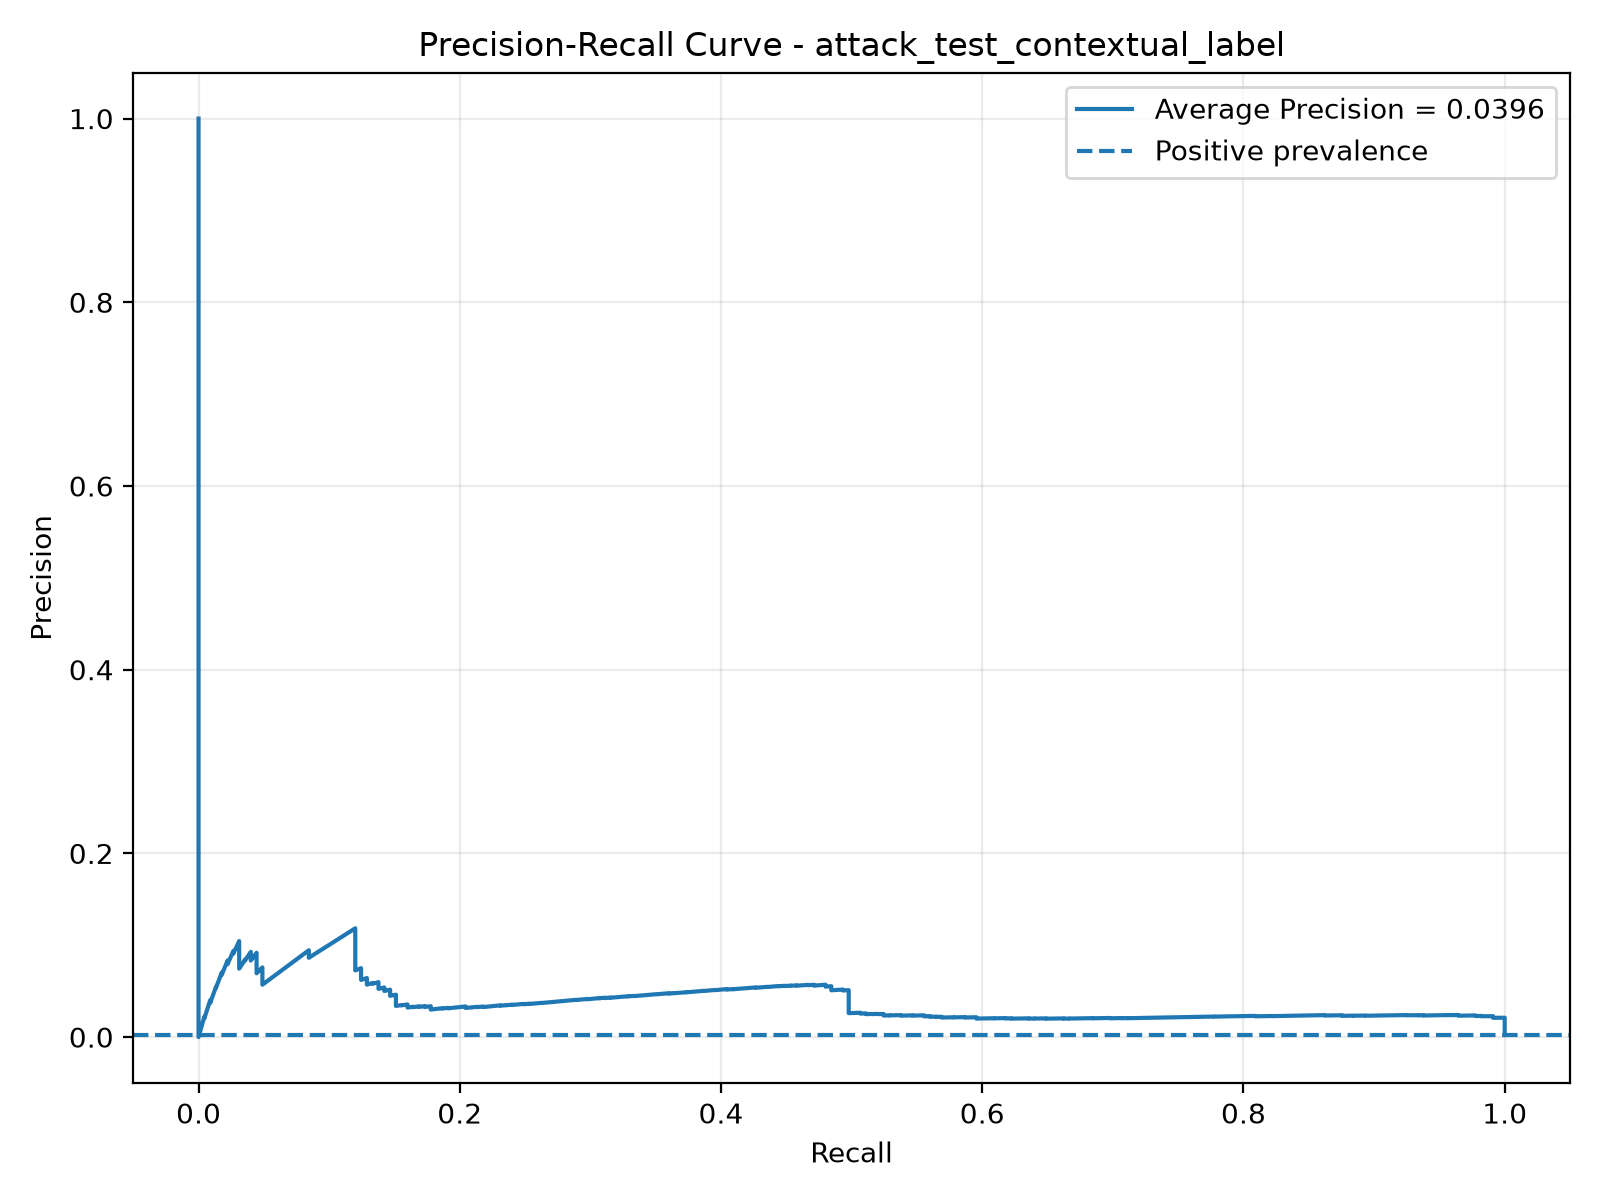 Precision-Recall Curve - attack_test_contextual_label
Average Precision = 0.0396
Positive prevalence
1.0
0.8
0.6
0.4
0.2
0.0
Precision
0.0 0.2 0.4 0.6 0.8 1.0
Recall